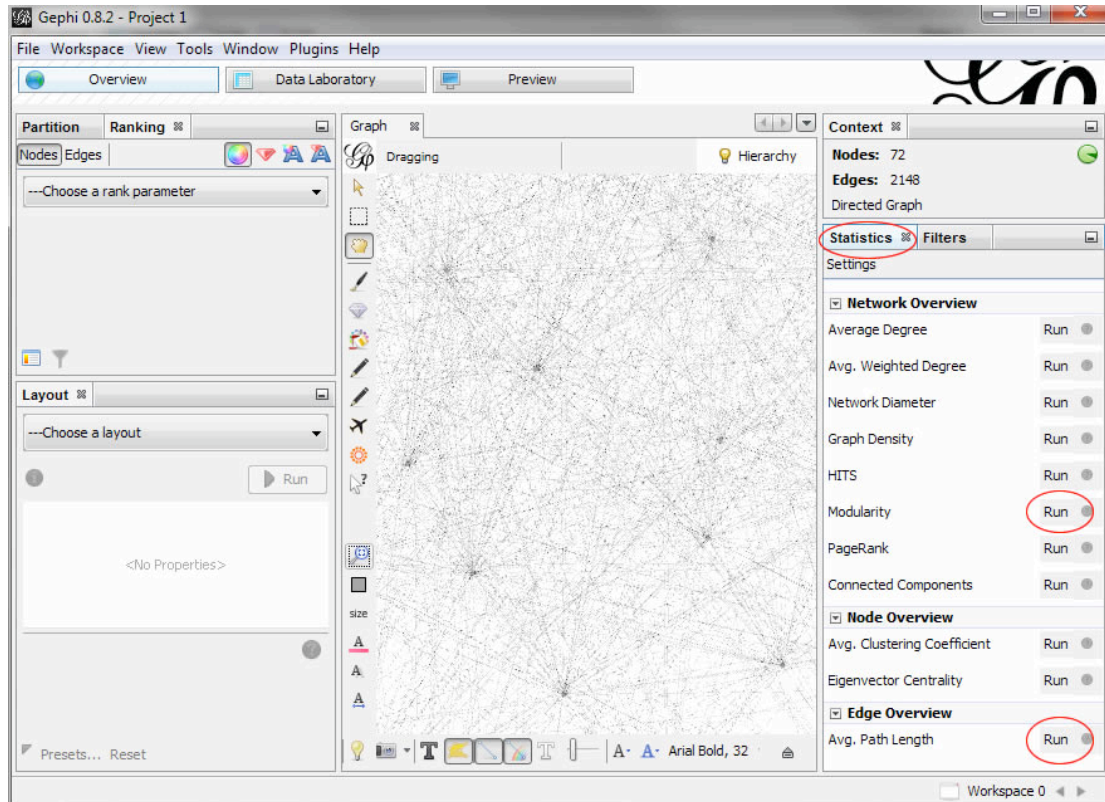 Gephi 0.8.2 - Project 1
File Workspace View Tools Window Plugins Help
Overview
Data Laboratory
Preview
Partition
Ranking
Nodes Edges
---Choose a rank parameter
Layout
---Choose a layout
Run
<No Properties>
Presets... Reset
Graph
Dragging
Hierarchy
size
A
A
A
T
T
A- A- Arial Bold, 32
Context
Nodes: 72
Edges: 2148
Directed Graph
Statistics
Filters
Settings
Network Overview
Average Degree Run
Avg. Weighted Degree Run
Network Diameter Run
Graph Density Run
HITS Run
Modularity Run
PageRank Run
Connected Components Run
Node Overview
Avg. Clustering Coefficient Run
Eigenvector Centrality Run
Edge Overview
Avg. Path Length Run
Workspace 0